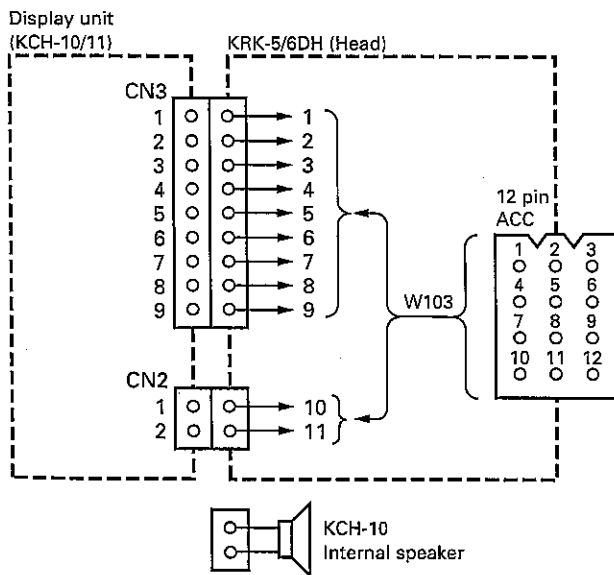 Display unit
(KCH-10/11)
KRK-5/6DH (Head)
CN3
1 1
2 2
3 3
4 4
5 5
6 6
7 7
8 8
9 9
12 pin
ACC
1 2 3
4 5 6
7 8 9
10 11 12
W103
CN2
1 10
2 11
KCH-10
Internal speaker